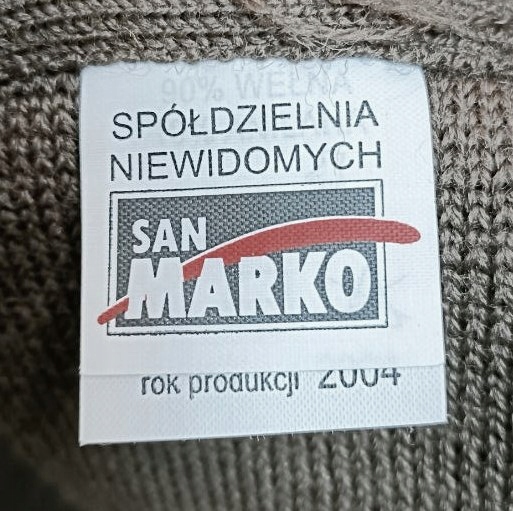 90% WEŁNA
SPÓŁDZIELNIA
NIEWIDOMYCH
SAN
MARKO
rok produkcji 2004